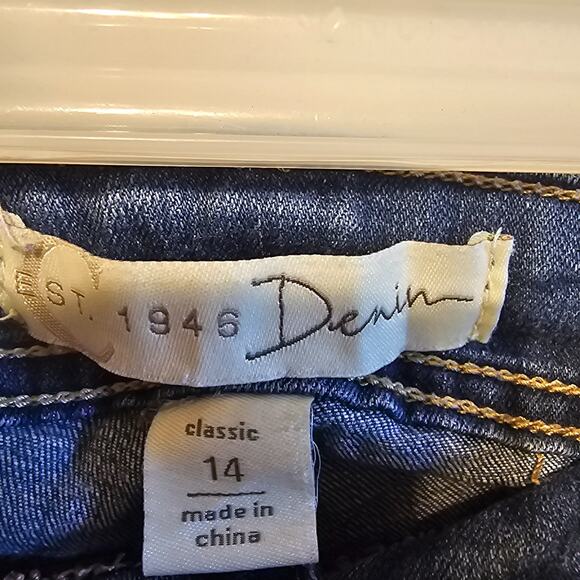 EST. 1946 Denim
classic
14
made in
china